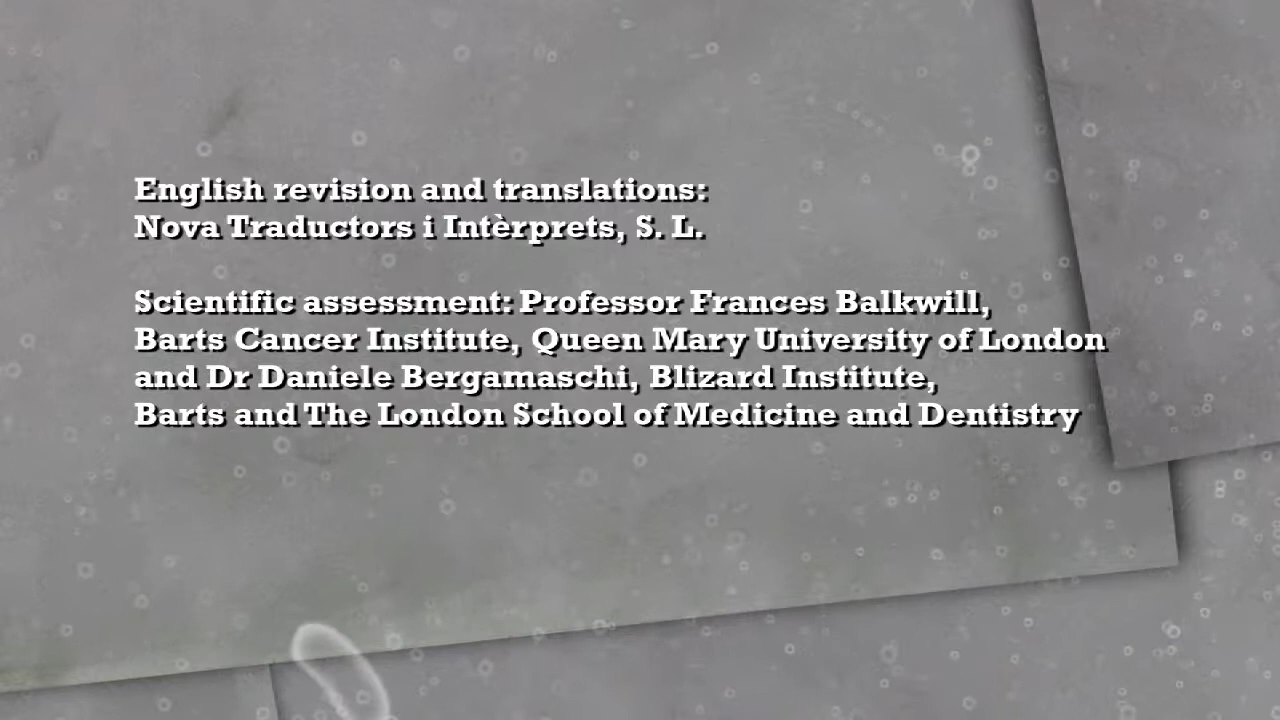 English revision and translations:
Nova Traductors i Intèrprets, S. L.
Scientific assessment: Professor Frances Balkwill,
Barts Cancer Institute, Queen Mary University of London
and Dr Daniele Bergamaschi, Blizard Institute,
Barts and The London School of Medicine and Dentistry